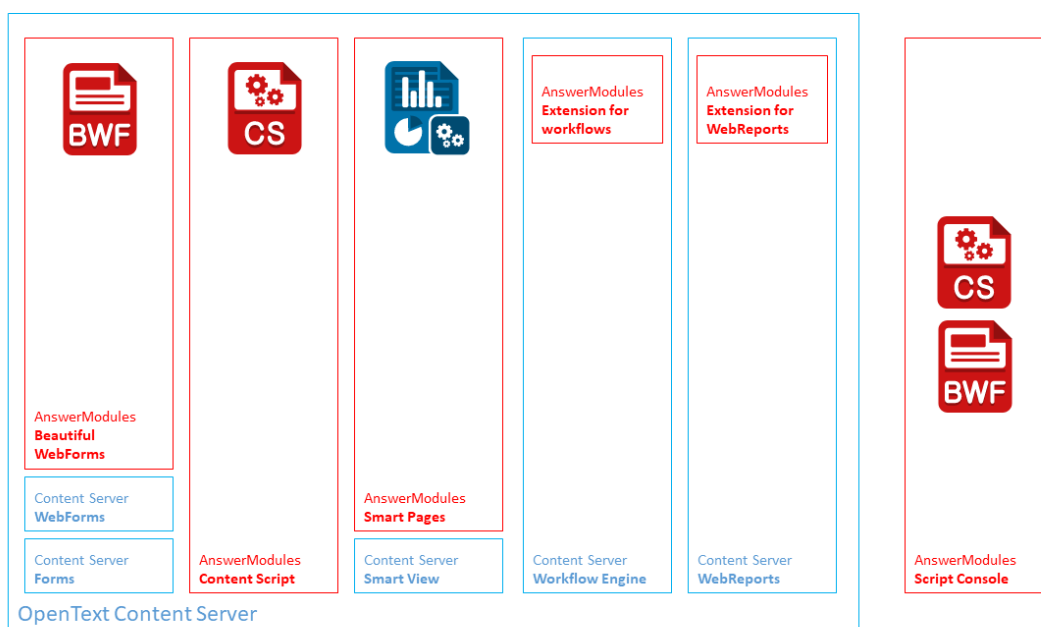 BWF
AnswerModules
Beautiful
WebForms
Content Server
WebForms
Content Server
Forms
CS
AnswerModules
Content Script
AnswerModules
Smart Pages
Content Server
Smart View
AnswerModules
Extension for
workflows
Content Server
Workflow Engine
AnswerModules
Extension for
WebReports
Content Server
WebReports
OpenText Content Server
CS
BWF
AnswerModules
Script Console